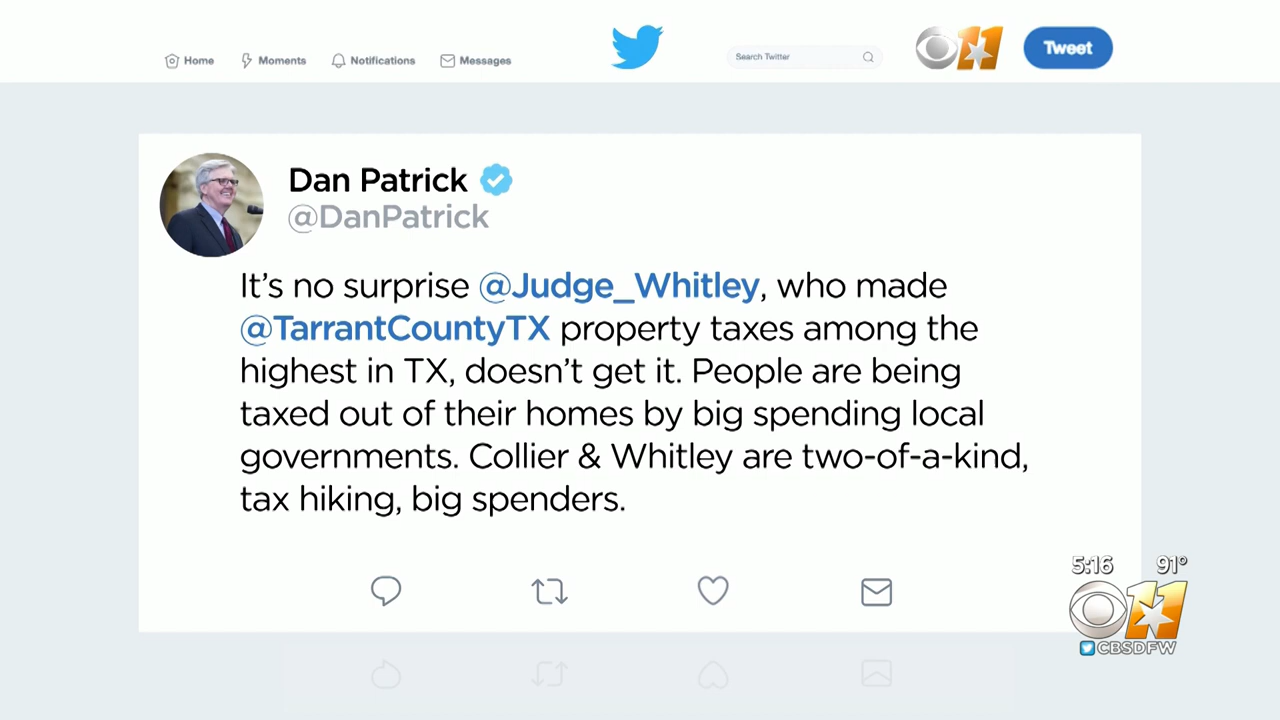 Home Moments Notifications Messages Search Twitter 11 Tweet
Dan Patrick
@DanPatrick
It's no surprise @Judge_Whitley, who made
@TarrantCountyTX property taxes among the
highest in TX, doesn't get it. People are being
taxed out of their homes by big spending local
governments. Collier & Whitley are two-of-a-kind,
tax hiking, big spenders.
5:16 91°
11
CBSDFW